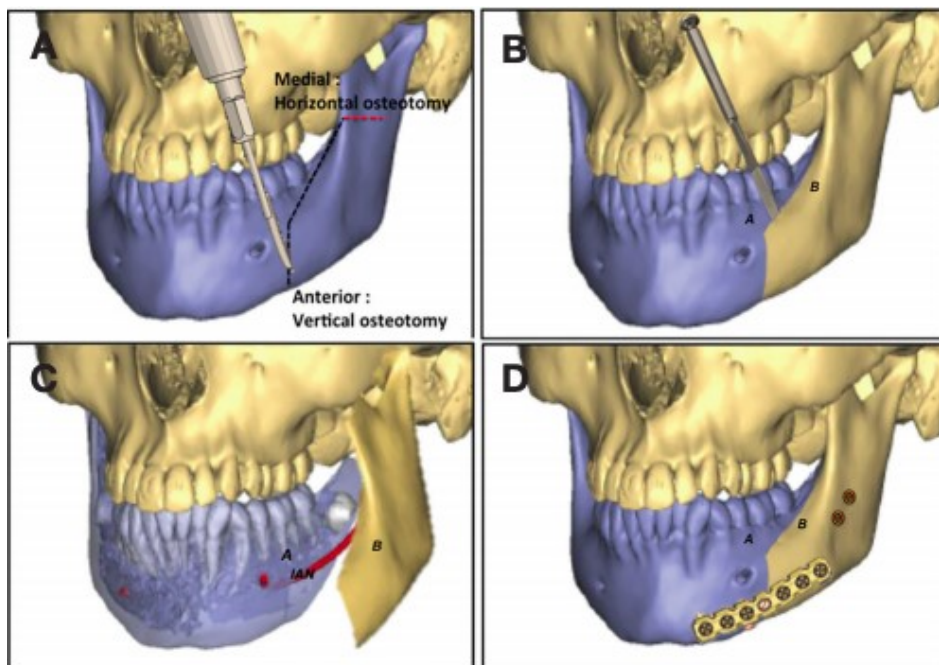 A
Medial :
Horizontal osteotomy
Anterior :
Vertical osteotomy
B
B
A
C
A
IAN
B
D
B
A